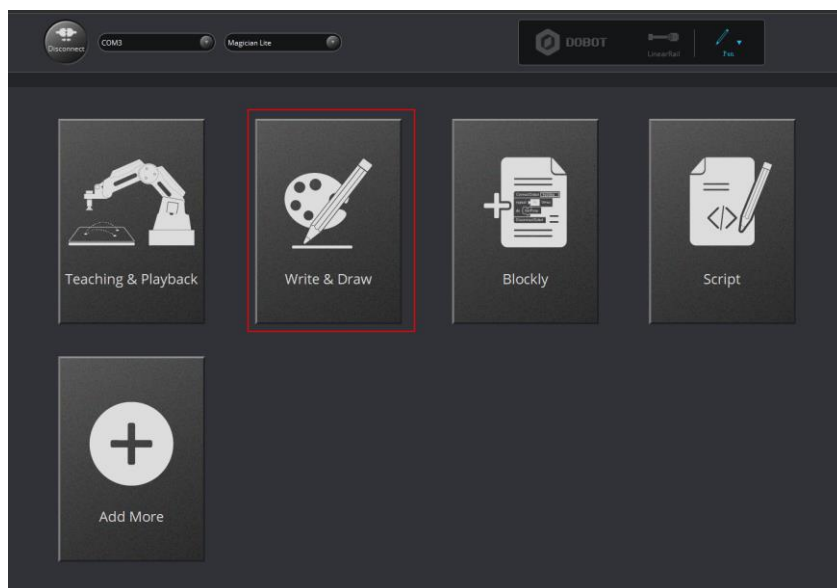 Disconnect
COM3
Magician Lite
DOBOT
LinearRail
Pen
Teaching & Playback
Write & Draw
Blockly
Script
Add More